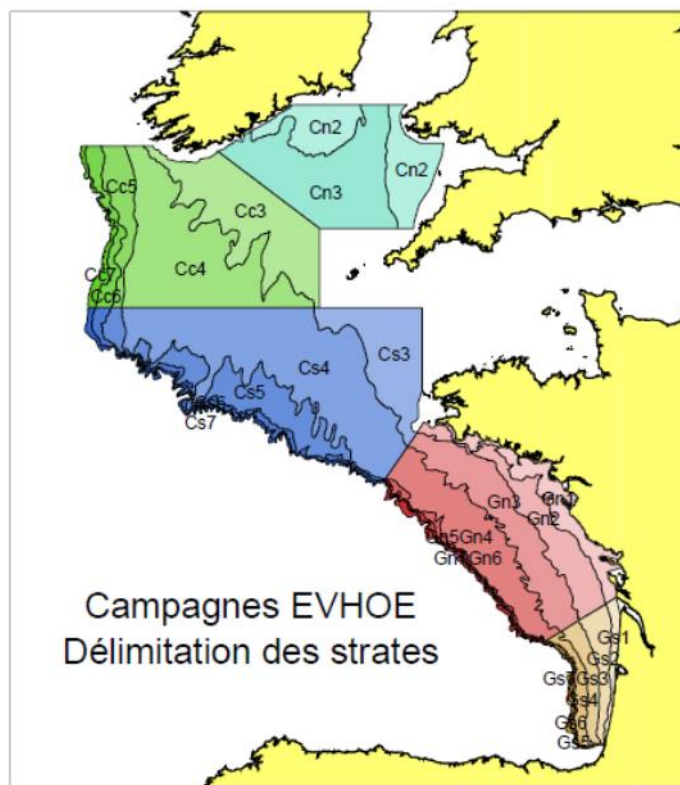 Cn2
Cn2
Cn3
Cc5
Cc3
Cc4
Cc7
Cc6
Cs3
Cs4
Cs5
Cs7
Gn3
Gn1
Gn2
Gn5
Gn4
Gn6
Campagnes EVHOE
Délimitation des strates
Gs1
Gs2
Gs3
Gs4
Gs6
Gs5